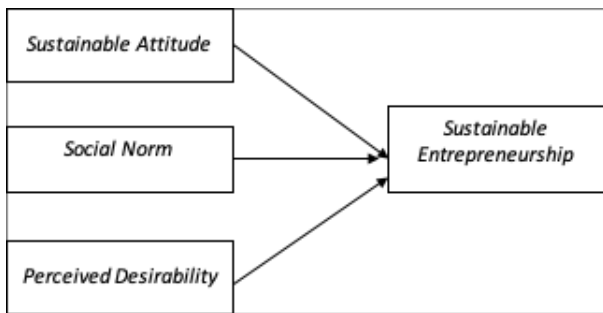 Sustainable Attitude
Social Norm
Perceived Desirability
Sustainable
Entrepreneurship